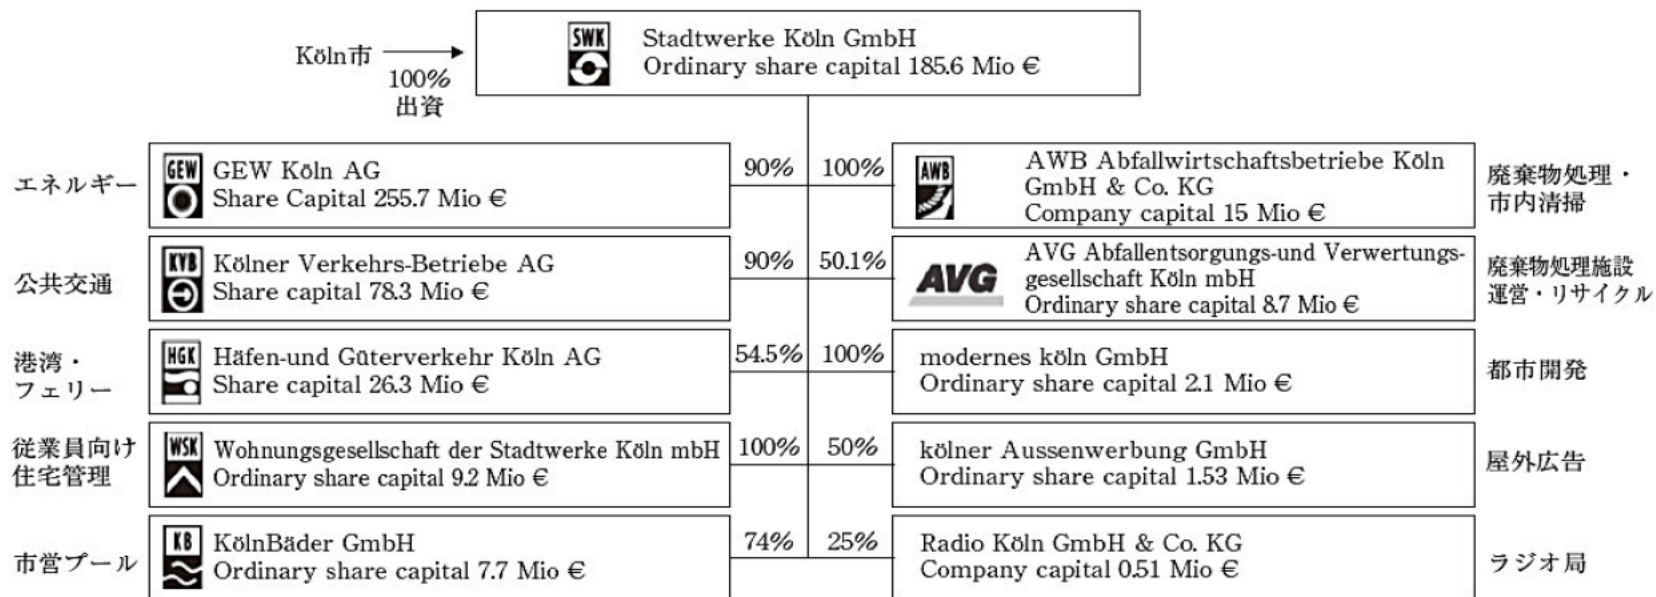 Köln市
100%
出資
SWK
Stadtwerke Köln GmbH
Ordinary share capital 185.6 Mio €
エネルギー
GEW
GEW Köln AG
Share Capital 255.7 Mio €
90%
100%
AWB
AWB Abfallwirtschaftsbetriebe Köln
GmbH & Co. KG
Company capital 15 Mio €
廃棄物処理・
市内清掃
公共交通
KVB
Kölner Verkehrs-Betriebe AG
Share capital 78.3 Mio €
90%
50.1%
AVG
AVG Abfallentsorgungs-und Verwertungs-
gesellschaft Köln mbH
Ordinary share capital 8.7 Mio €
廃棄物処理施設
運営・リサイクル
港湾・
フェリー
HGK
Häfen-und Güterverkehr Köln AG
Share capital 26.3 Mio €
54.5%
100%
modernes köln GmbH
Ordinary share capital 2.1 Mio €
都市開発
従業員向け
住宅管理
WSK
Wohnungsgesellschaft der Stadtwerke Köln mbH
Ordinary share capital 9.2 Mio €
100%
50%
kölner Aussenwerbung GmbH
Ordinary share capital 1.53 Mio €
屋外広告
市営プール
KB
KölnBäder GmbH
Ordinary share capital 7.7 Mio €
74%
25%
Radio Köln GmbH & Co. KG
Company capital 0.51 Mio €
ラジオ局